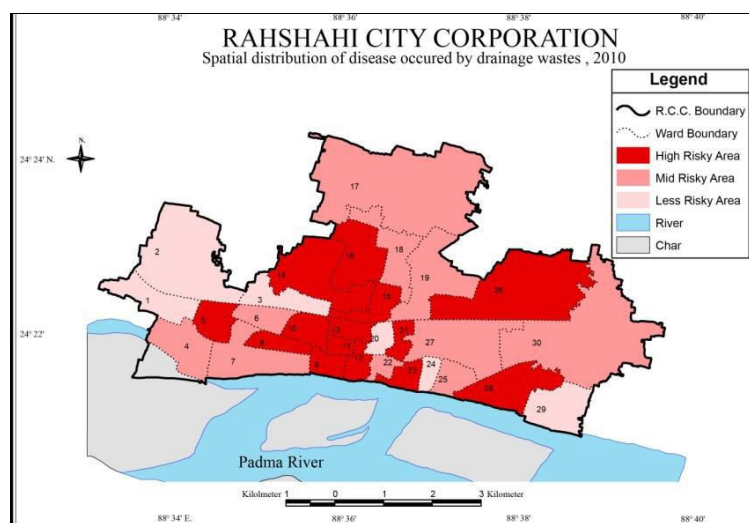 88° 34'
88° 36'
88° 38'
88° 40'
RAHSHAHI CITY CORPORATION
Spatial distribution of disease occured by drainage wastes , 2010
Legend
R.C.C. Boundary
Ward Boundary
High Risky Area
Mid Risky Area
Less Risky Area
River
Char
N.
24° 24' N.
24° 22'
17
2
18
16
14
19
26
1
3
15
5
6
10
13
20
21
27
30
4
7
8
11
12
9
22
23
24
25
28
29
Padma River
Kilolmeter 1 0 1 2 3 Kilometer
88° 34' E.
88° 36'
88° 38'
88° 40'